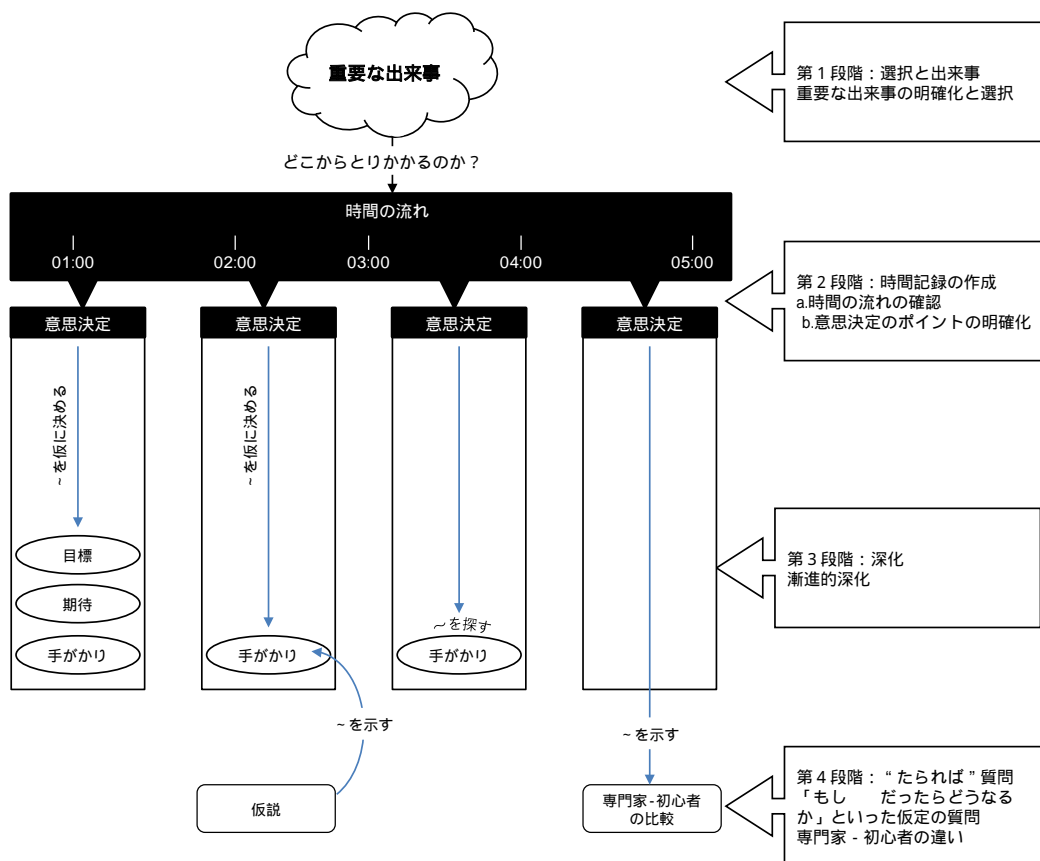 重要な出来事
第１段階：選択と出来事
重要な出来事の明確化と選択
どこからとりかかるのか？
時間の流れ
01:00 02:00 03:00 04:00 05:00
第２段階：時間記録の作成
a.時間の流れの確認
b.意思決定のポイントの明確化
意思決定 意思決定 意思決定 意思決定
~を仮に決める
~を仮に決める
第３段階：深化
漸進的深化
目標
期待
手がかり
手がかり
～を探す
手がかり
~を示す
~を示す
仮説
専門家-初心者
の比較
第４段階：“たられば”質問
「もし　　だったらどうなる
か」といった仮定の質問
専門家 - 初心者の違い